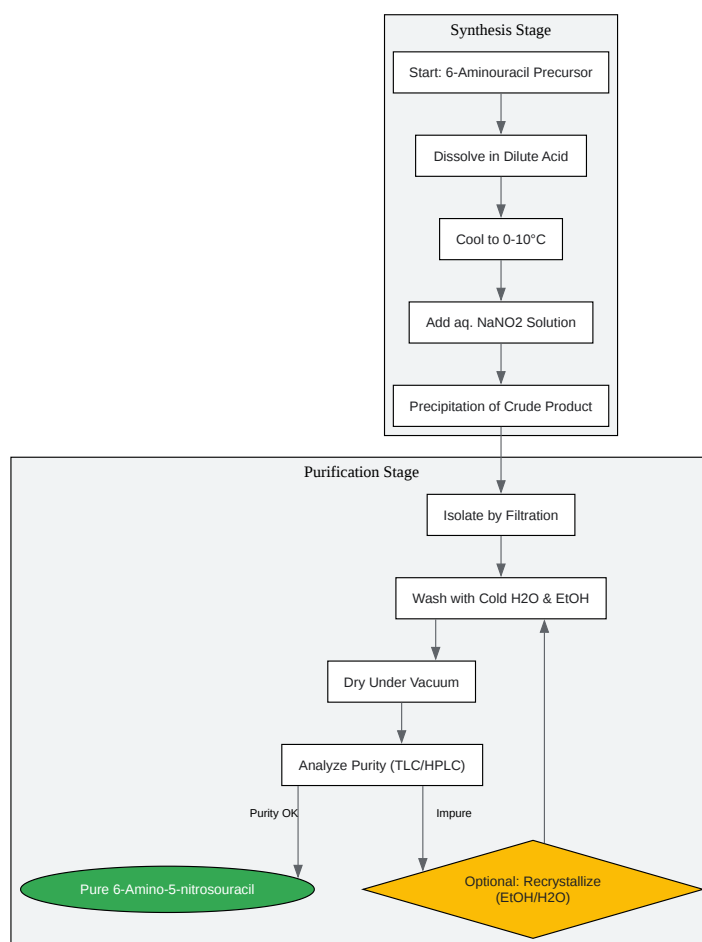 Synthesis Stage
Start: 6-Aminouracil Precursor
Dissolve in Dilute Acid
Cool to 0-10°C
Add aq. NaNO2 Solution
Precipitation of Crude Product
Purification Stage
Isolate by Filtration
Wash with Cold H2O & EtOH
Dry Under Vacuum
Analyze Purity (TLC/HPLC)
Purity OK
Impure
Pure 6-Amino-5-nitrosouracil
Optional: Recrystallize
(EtOH/H2O)